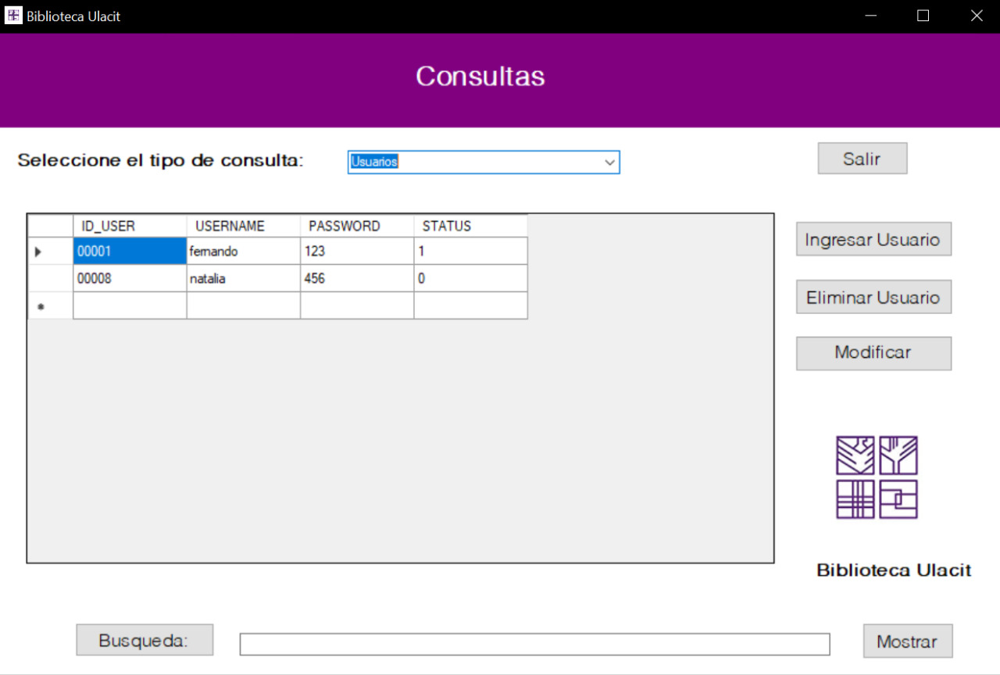 Biblioteca Ulacit
Consultas
Seleccione el tipo de consulta: Usuarios Salir
ID_USER USERNAME PASSWORD STATUS
00001 fernando 123 1
00008 natalia 456 0
Ingresar Usuario
Eliminar Usuario
Modificar
Biblioteca Ulacit
Busqueda: Mostrar